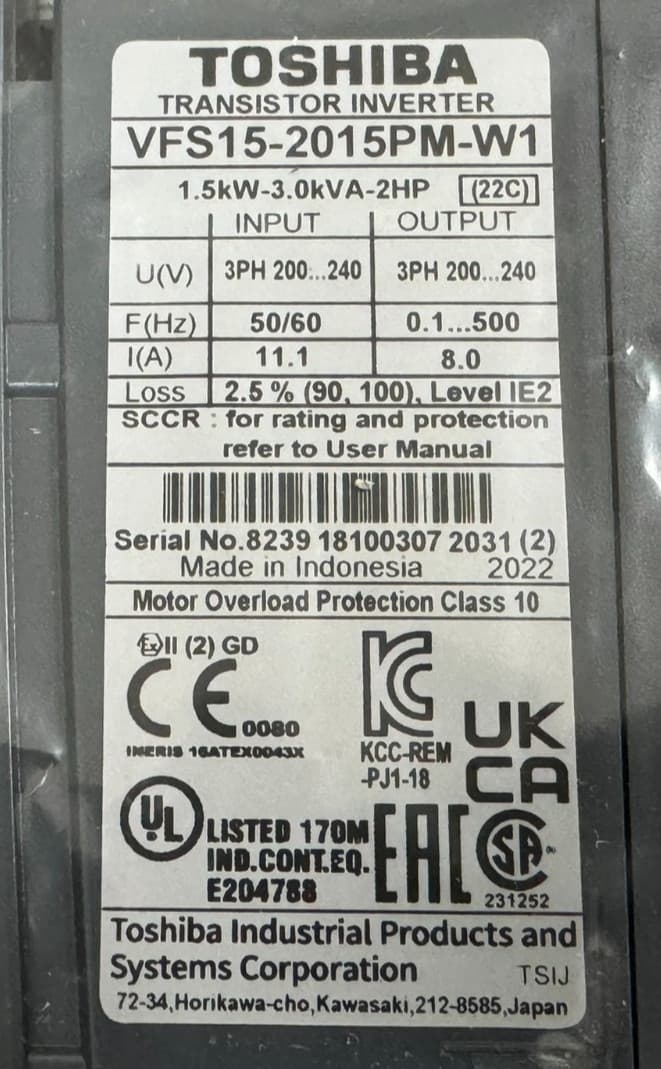 TOSHIBA
TRANSISTOR INVERTER
VFS15-2015PM-W1
1.5kW-3.0kVA-2HP (22C)
INPUT OUTPUT
U(V) 3PH 200...240 3PH 200...240
F(Hz) 50/60 0.1...500
I(A) 11.1 8.0
Loss 2.5 % (90, 100), Level IE2
SCCR : for rating and protection
refer to User Manual
Serial No.8239 18100307 2031 (2)
Made in Indonesia 2022
Motor Overload Protection Class 10
Ex II (2) GD
CE 0080
INERIS 16ATEX0043X
KC
KCC-REM
-PJ1-18
UK
CA
UL LISTED 170M
IND.CONT.EQ.
E204788
EAC
SA
231252
Toshiba Industrial Products and
Systems Corporation TSIJ
72-34,Horikawa-cho,Kawasaki,212-8585,Japan